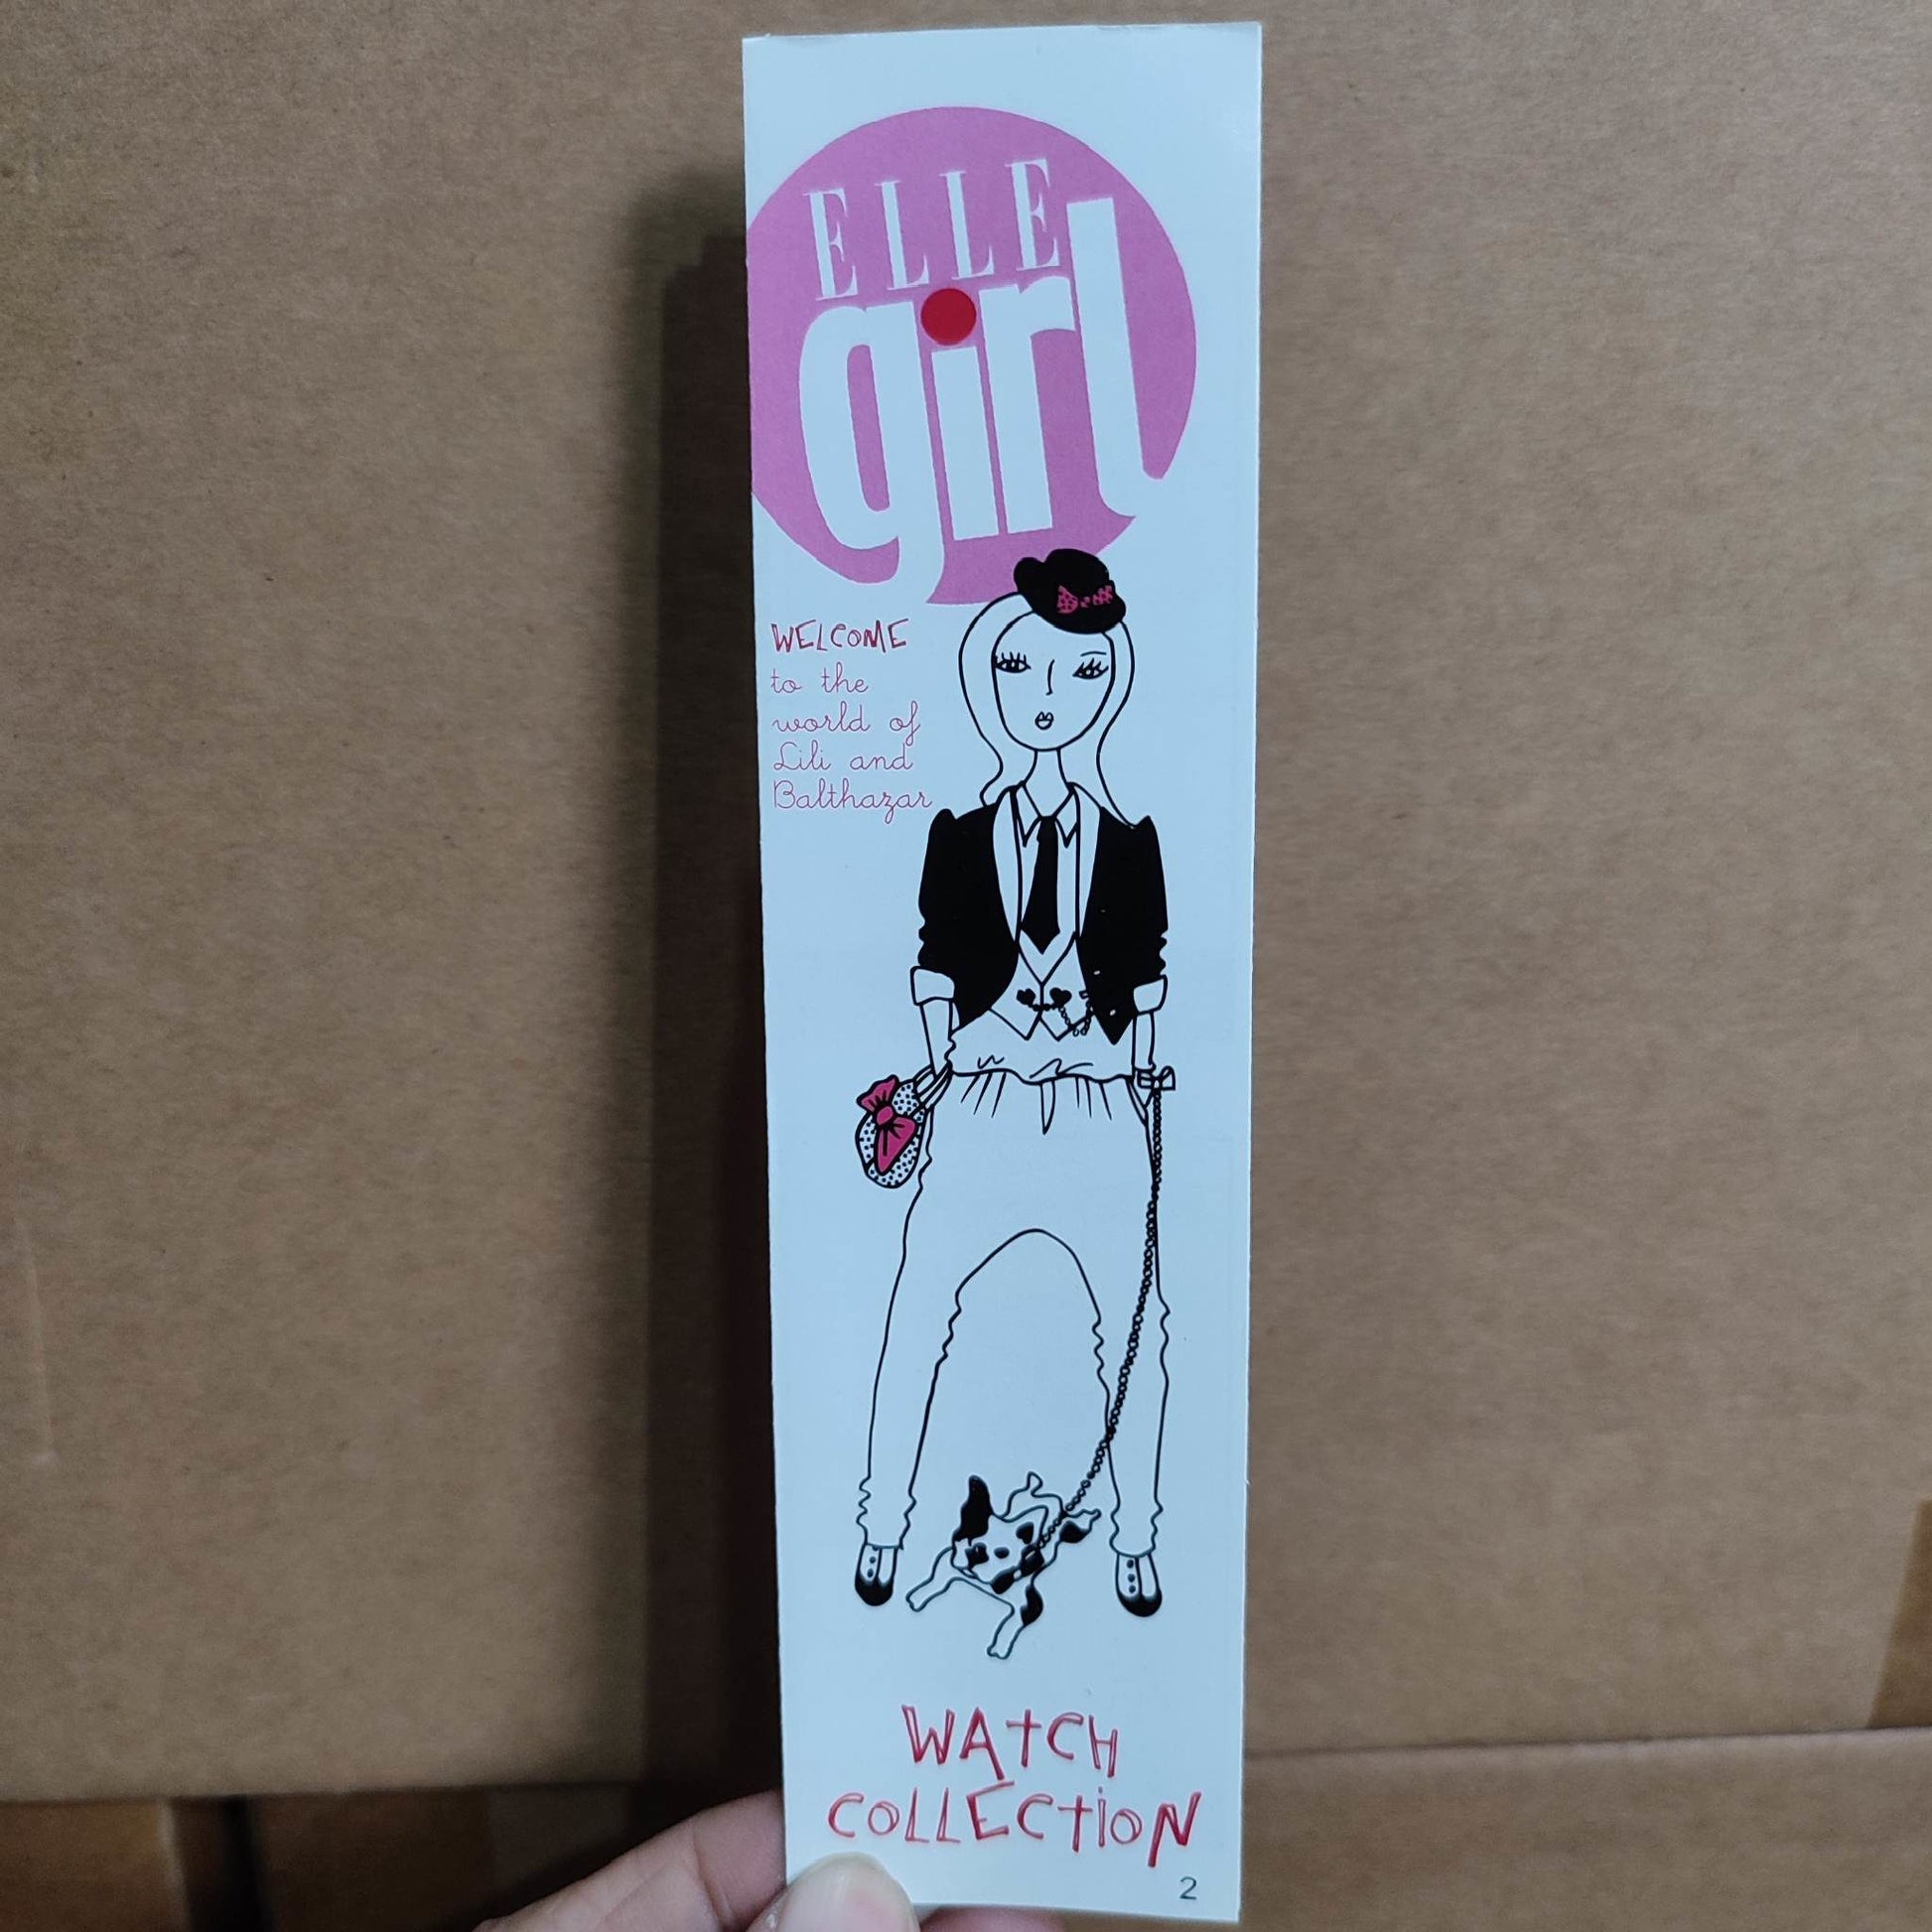 ELLE
girl
WELCOME
to the
world of
Lili and
Balthazar
WATCH
COLLECTION
2